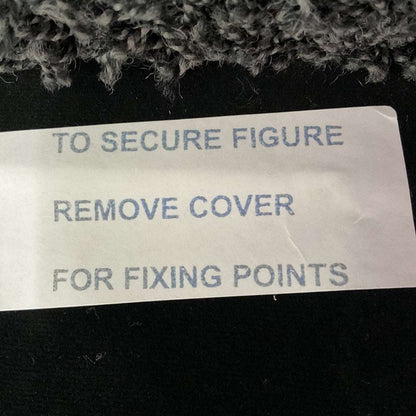 TO SECURE FIGURE
REMOVE COVER
FOR FIXING POINTS